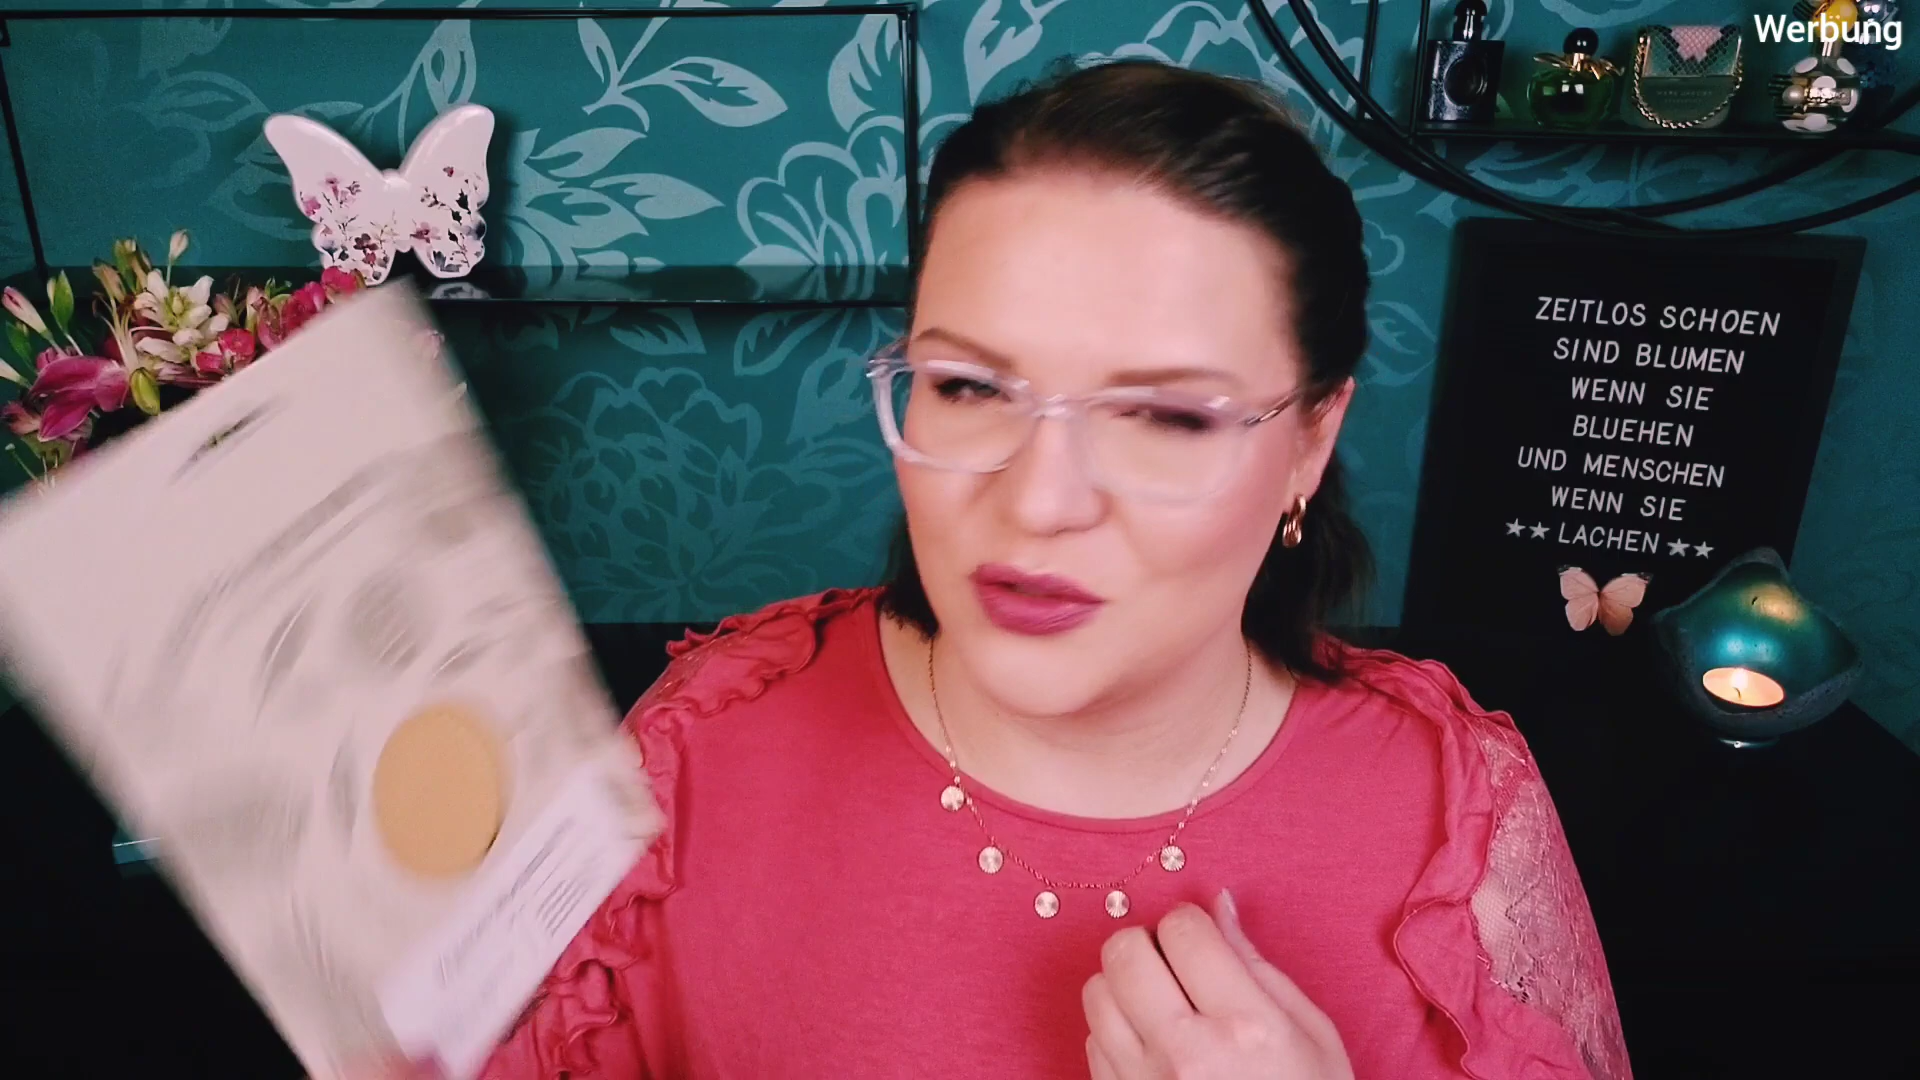 Werbung
ZEITLOS SCHOEN
SIND BLUMEN
WENN SIE
BLUEHEN
UND MENSCHEN
WENN SIE
★★ LACHEN ★★